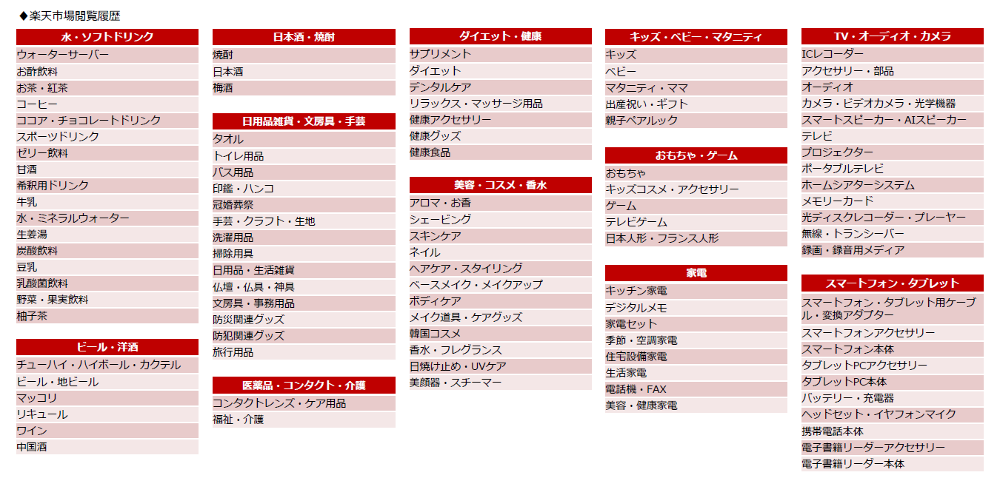 ◆楽天市場閲覧履歴
水・ソフトドリンク
ウォーターサーバー
お酢飲料
お茶・紅茶
コーヒー
ココア・チョコレートドリンク
スポーツドリンク
ゼリー飲料
甘酒
希釈用ドリンク
牛乳
水・ミネラルウォーター
生姜湯
炭酸飲料
豆乳
乳酸菌飲料
野菜・果実飲料
柚子茶
ビール・洋酒
チューハイ・ハイボール・カクテル
ビール・地ビール
マッコリ
リキュール
ワイン
中国酒
日本酒・焼酎
焼酎
日本酒
梅酒
日用品雑貨・文房具・手芸
タオル
トイレ用品
バス用品
印鑑・ハンコ
冠婚葬祭
手芸・クラフト・生地
洗濯用品
掃除用具
日用品・生活雑貨
仏壇・仏具・神具
文房具・事務用品
防災関連グッズ
防犯関連グッズ
旅行用品
医薬品・コンタクト・介護
コンタクトレンズ・ケア用品
福祉・介護
ダイエット・健康
サプリメント
ダイエット
デンタルケア
リラックス・マッサージ用品
健康アクセサリー
健康グッズ
健康食品
美容・コスメ・香水
アロマ・お香
シェービング
スキンケア
ネイル
ヘアケア・スタイリング
ベースメイク・メイクアップ
ボディケア
メイク道具・ケアグッズ
韓国コスメ
香水・フレグランス
日焼け止め・UVケア
美顔器・スチーマー
キッズ・ベビー・マタニティ
キッズ
ベビー
マタニティ・ママ
出産祝い・ギフト
親子ペアルック
おもちゃ・ゲーム
おもちゃ
キッズコスメ・アクセサリー
ゲーム
テレビゲーム
日本人形・フランス人形
家電
キッチン家電
デジタルメモ
家電セット
季節・空調家電
住宅設備家電
生活家電
電話機・FAX
美容・健康家電
TV・オーディオ・カメラ
ICレコーダー
アクセサリー・部品
オーディオ
カメラ・ビデオカメラ・光学機器
スマートスピーカー・AIスピーカー
テレビ
プロジェクター
ポータブルテレビ
ホームシアターシステム
メモリーカード
光ディスクレコーダー・プレーヤー
無線・トランシーバー
録画・録音用メディア
スマートフォン・タブレット
スマートフォン・タブレット用ケーブ
ル・変換アダプター
スマートフォンアクセサリー
スマートフォン本体
タブレットPCアクセサリー
タブレットPC本体
バッテリー・充電器
ヘッドセット・イヤフォンマイク
携帯電話本体
電子書籍リーダーアクセサリー
電子書籍リーダー本体